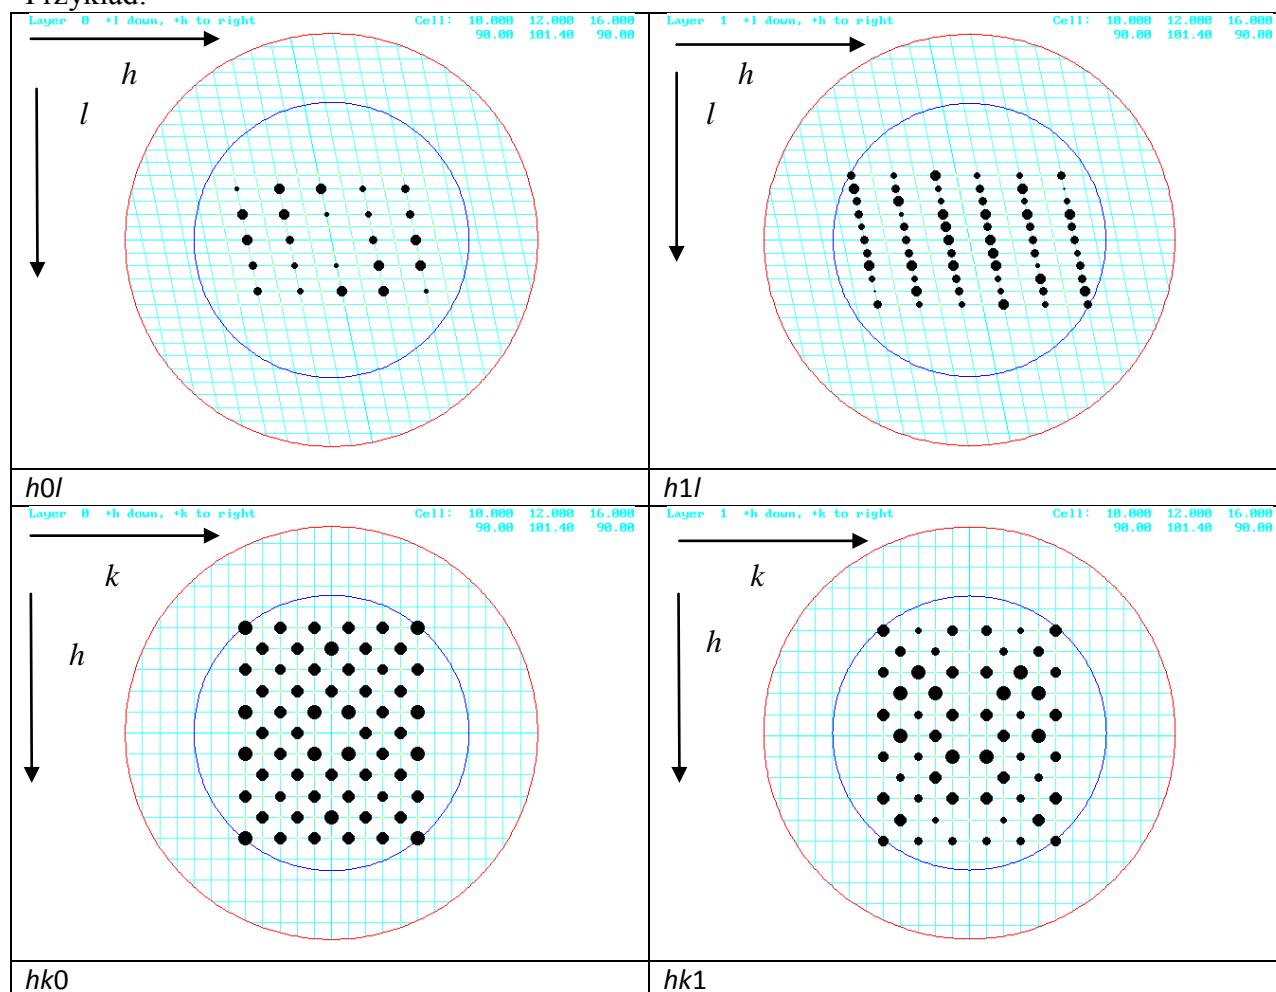 Przykład:
Layer 0 +l down, +h to right Cell: 10.000 12.000 16.000
90.00 101.40 90.00
h
l
Layer 1 +l down, +h to right Cell: 10.000 12.000 16.000
90.00 101.40 90.00
h
l
h0l
h1l
Layer 0 +h down, +k to right Cell: 10.000 12.000 16.000
90.00 101.40 90.00
k
h
Layer 1 +h down, +k to right Cell: 10.000 12.000 16.000
90.00 101.40 90.00
k
h
hk0
hk1